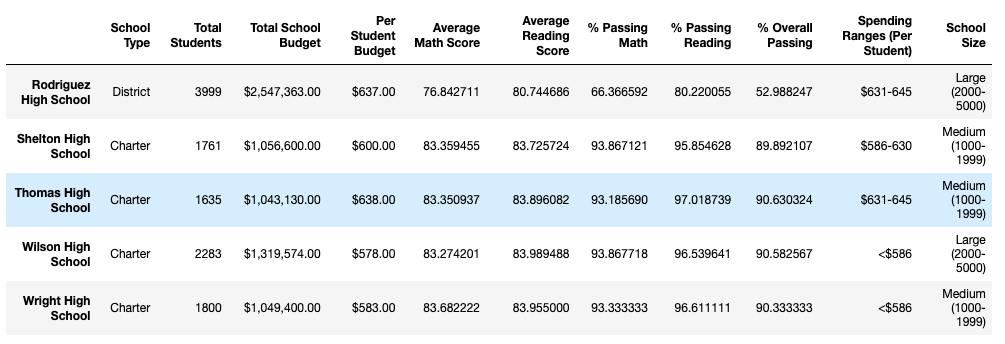 School Type Total Students Total School Budget Per Student Budget Average Math Score Average Reading Score % Passing Math % Passing Reading % Overall Passing Spending Ranges (Per Student) School Size
Rodriguez High School District 3999 $2,547,363.00 $637.00 76.842711 80.744686 66.366592 80.220055 52.988247 $631-645 Large (2000-5000)
Shelton High School Charter 1761 $1,056,600.00 $600.00 83.359455 83.725724 93.867121 95.854628 89.892107 $586-630 Medium (1000-1999)
Thomas High School Charter 1635 $1,043,130.00 $638.00 83.350937 83.896082 93.185690 97.018739 90.630324 $631-645 Medium (1000-1999)
Wilson High School Charter 2283 $1,319,574.00 $578.00 83.274201 83.989488 93.867718 96.539641 90.582567 <$586 Large (2000-5000)
Wright High School Charter 1800 $1,049,400.00 $583.00 83.682222 83.955000 93.333333 96.611111 90.333333 <$586 Medium (1000-1999)